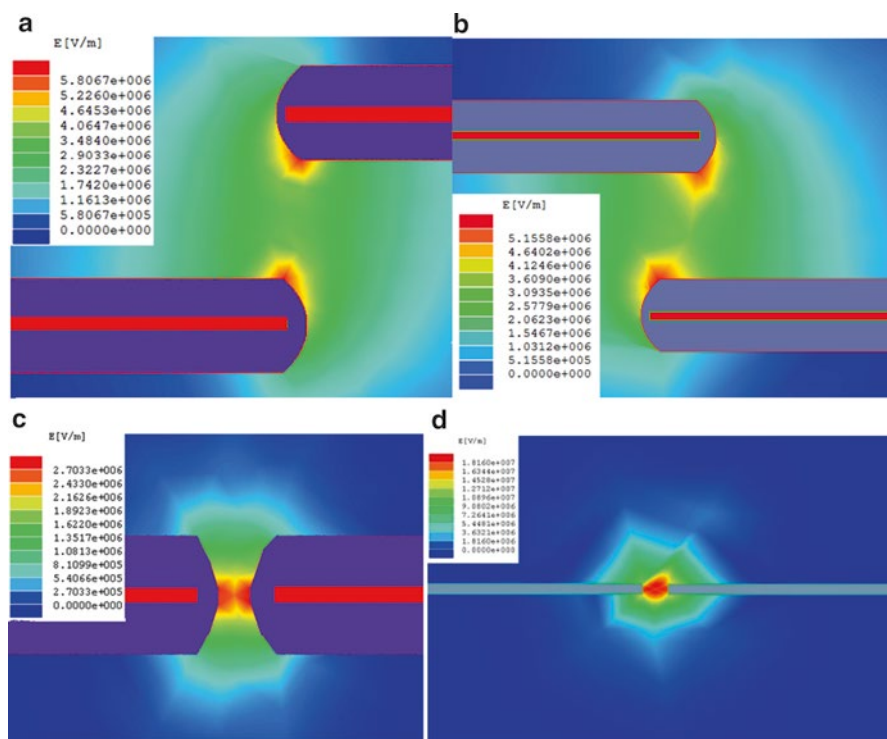 a
E[V/m]
5.8067e+006
5.2260e+006
4.6453e+006
4.0647e+006
3.4840e+006
2.9033e+006
2.3227e+006
1.7420e+006
1.1613e+006
5.8067e+005
0.0000e+000
b
E[V/m]
5.1558e+006
4.6402e+006
4.1246e+006
3.6090e+006
3.0935e+006
2.5779e+006
2.0623e+006
1.5467e+006
1.0312e+006
5.1558e+005
0.0000e+000
c
E[V/m]
2.7033e+006
2.4330e+006
2.1626e+006
1.8923e+006
1.6220e+006
1.3517e+006
1.0813e+006
8.1099e+005
5.4066e+005
2.7033e+005
0.0000e+000
d
E[V/m]
1.8160e+007
1.6344e+007
1.4528e+007
1.2712e+007
1.0896e+007
9.0802e+006
7.2641e+006
5.4481e+006
3.6321e+006
1.8160e+006
0.0000e+000